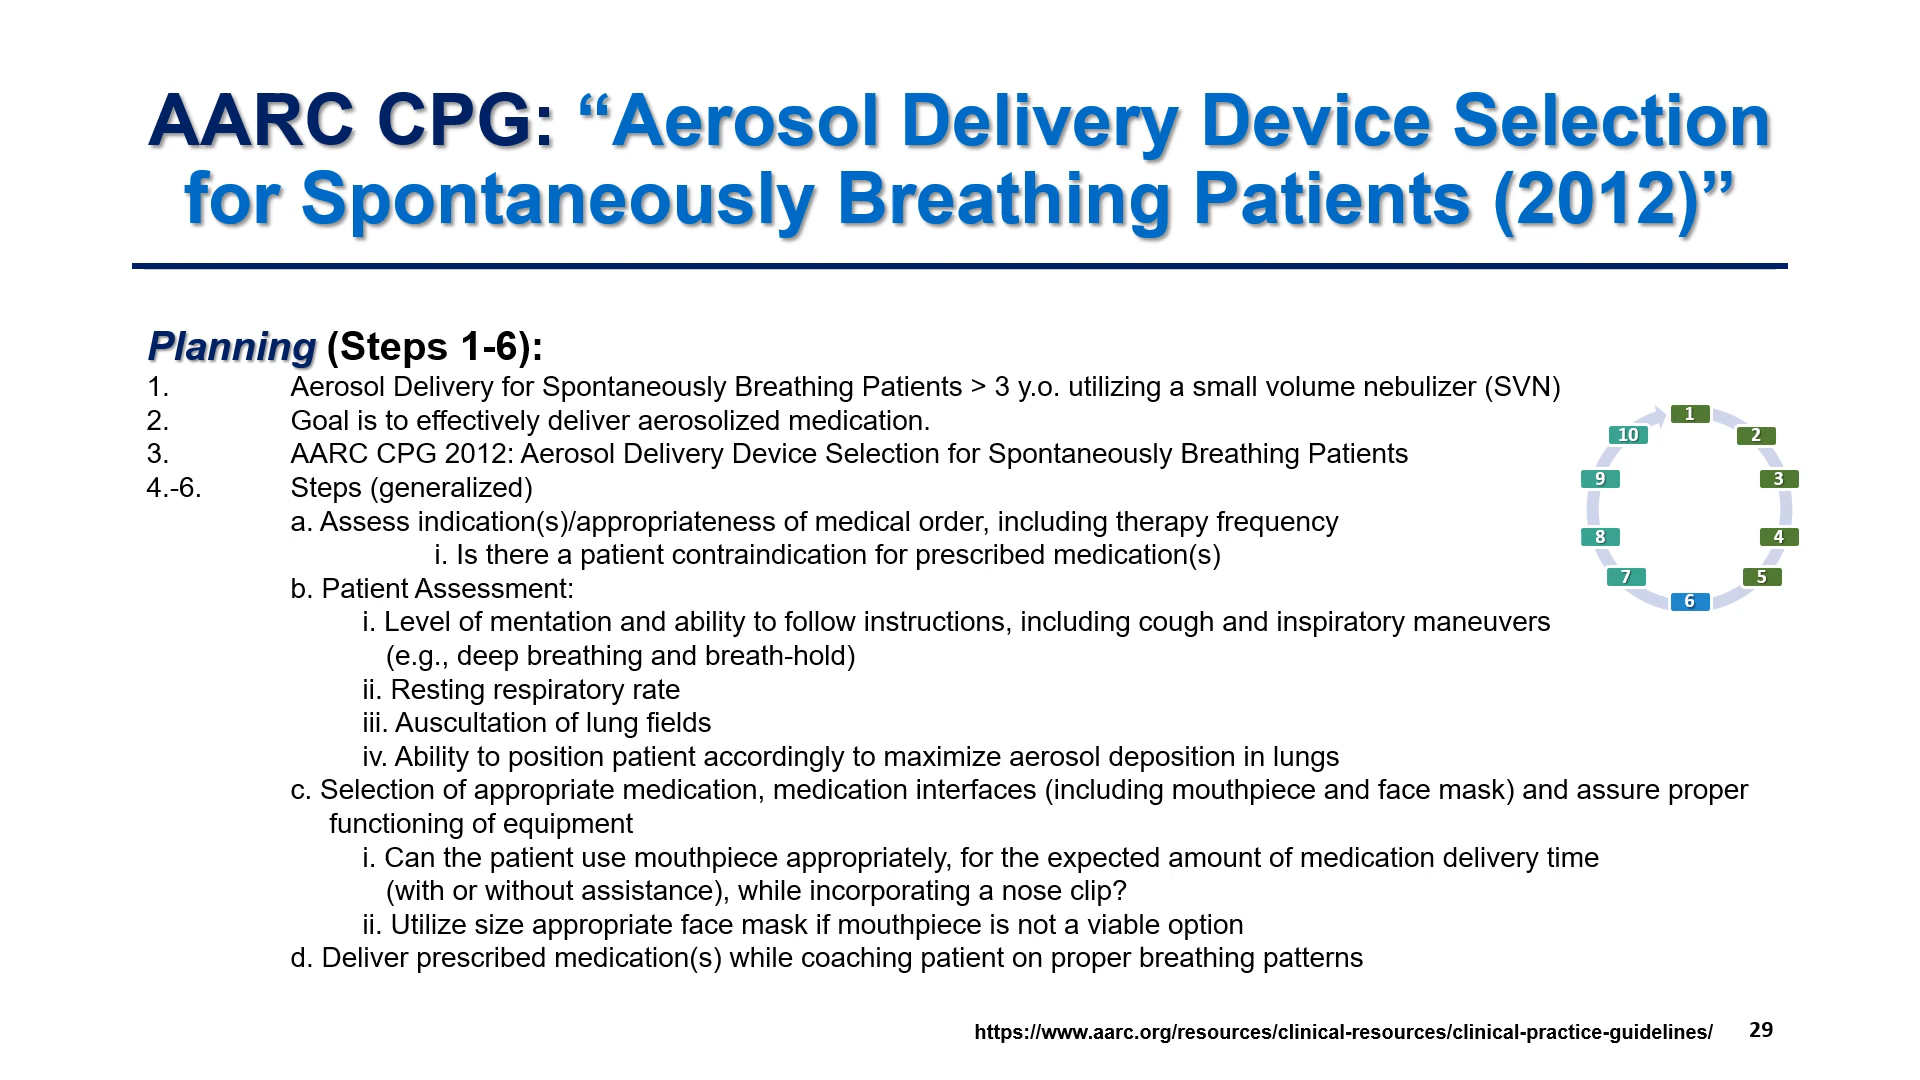 AARC CPG: “Aerosol Delivery Device Selection
for Spontaneously Breathing Patients (2012)”
Planning (Steps 1-6):
1. Aerosol Delivery for Spontaneously Breathing Patients > 3 y.o. utilizing a small volume nebulizer (SVN)
2. Goal is to effectively deliver aerosolized medication.
3. AARC CPG 2012: Aerosol Delivery Device Selection for Spontaneously Breathing Patients
4.-6. Steps (generalized)
a. Assess indication(s)/appropriateness of medical order, including therapy frequency
i. Is there a patient contraindication for prescribed medication(s)
b. Patient Assessment:
i. Level of mentation and ability to follow instructions, including cough and inspiratory maneuvers
(e.g., deep breathing and breath-hold)
ii. Resting respiratory rate
iii. Auscultation of lung fields
iv. Ability to position patient accordingly to maximize aerosol deposition in lungs
c. Selection of appropriate medication, medication interfaces (including mouthpiece and face mask) and assure proper
functioning of equipment
i. Can the patient use mouthpiece appropriately, for the expected amount of medication delivery time
(with or without assistance), while incorporating a nose clip?
ii. Utilize size appropriate face mask if mouthpiece is not a viable option
d. Deliver prescribed medication(s) while coaching patient on proper breathing patterns
1
2
3
4
5
6
7
8
9
10
https://www.aarc.org/resources/clinical-resources/clinical-practice-guidelines/ 29